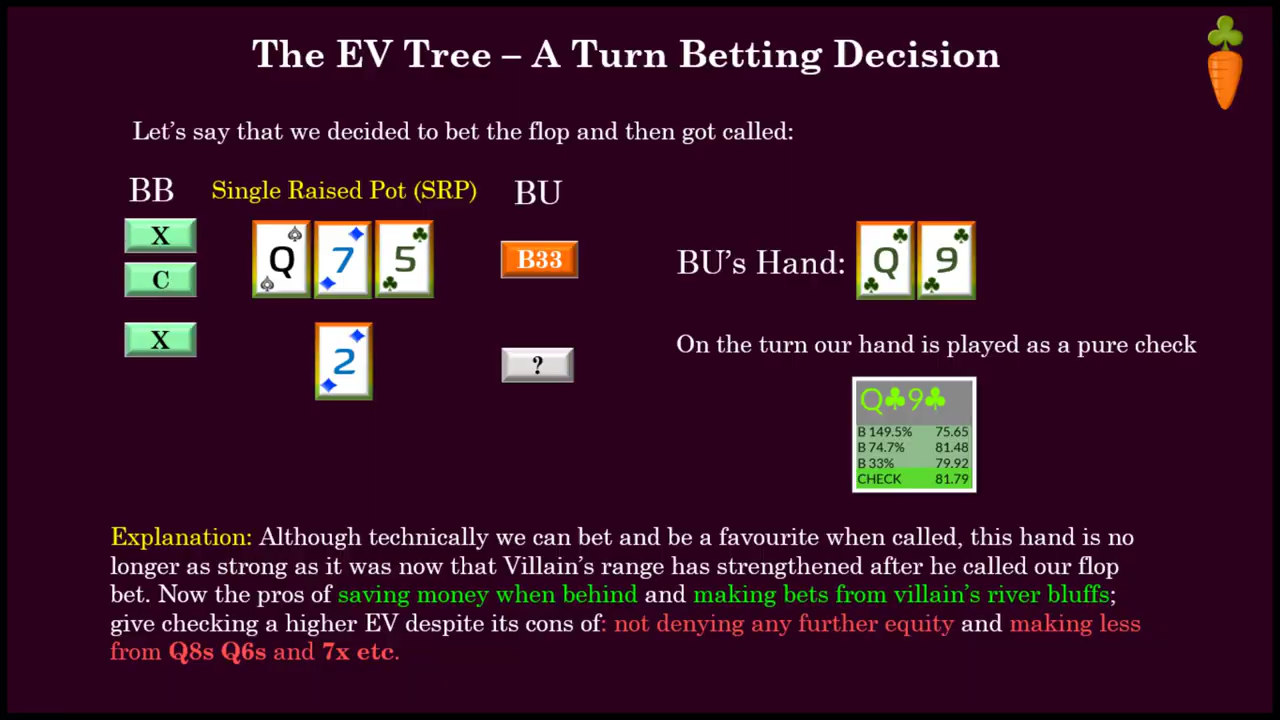 The EV Tree – A Turn Betting Decision
Let's say that we decided to bet the flop and then got called:
BB Single Raised Pot (SRP) BU
X
Q 7 5
B33
BU's Hand: Q 9
C
X
2
?
On the turn our hand is played as a pure check
Q♣9♣
B 149.5% 75.65
B 74.7% 81.48
B 33% 79.92
CHECK 81.79
Explanation: Although technically we can bet and be a favourite when called, this hand is no
longer as strong as it was now that Villain's range has strengthened after he called our flop
bet. Now the pros of saving money when behind and making bets from villain's river bluffs;
give checking a higher EV despite its cons of: not denying any further equity and making less
from Q8s Q6s and 7x etc.